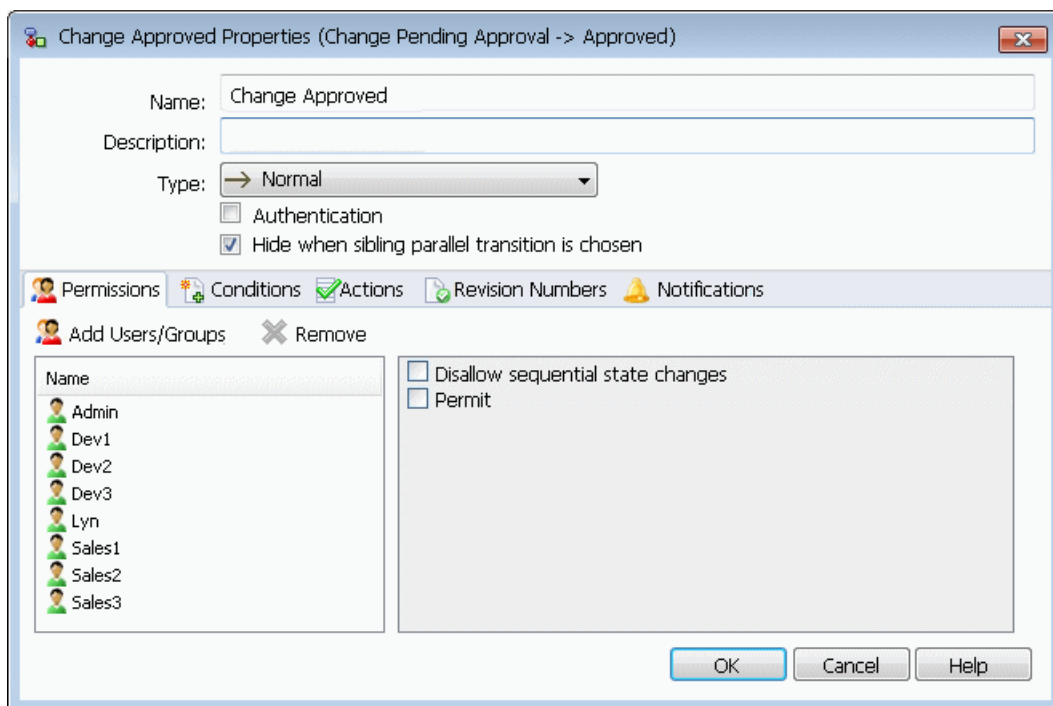 Change Approved Properties (Change Pending Approval -> Approved)
Name: Change Approved
Description:
Type: Normal
Authentication
Hide when sibling parallel transition is chosen
Permissions Conditions Actions Revision Numbers Notifications
Add Users/Groups Remove
Name
Disallow sequential state changes
Permit
Admin
Dev1
Dev2
Dev3
Lyn
Sales1
Sales2
Sales3
OK Cancel Help